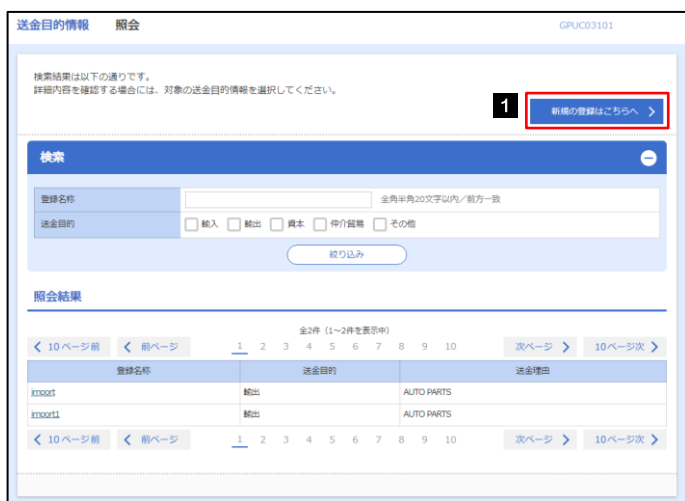 送金目的情報 照会 GPUC03101
検索結果は以下の通りです。
詳細内容を確認する場合には、対象の送金目的情報を選択してください。
1 新規の登録はこちらへ
検索
登録名称 全角半角20文字以内／前方一致
送金目的 輸入 輸出 資本 仲介貿易 その他
絞り込み
照会結果
全2件（1～2件を表示中）
10ページ前 前ページ 1 2 3 4 5 6 7 8 9 10 次ページ 10ページ次
登録名称 送金目的 送金理由
import 輸出 AUTO PARTS
import1 輸出 AUTO PARTS
10ページ前 前ページ 1 2 3 4 5 6 7 8 9 10 次ページ 10ページ次